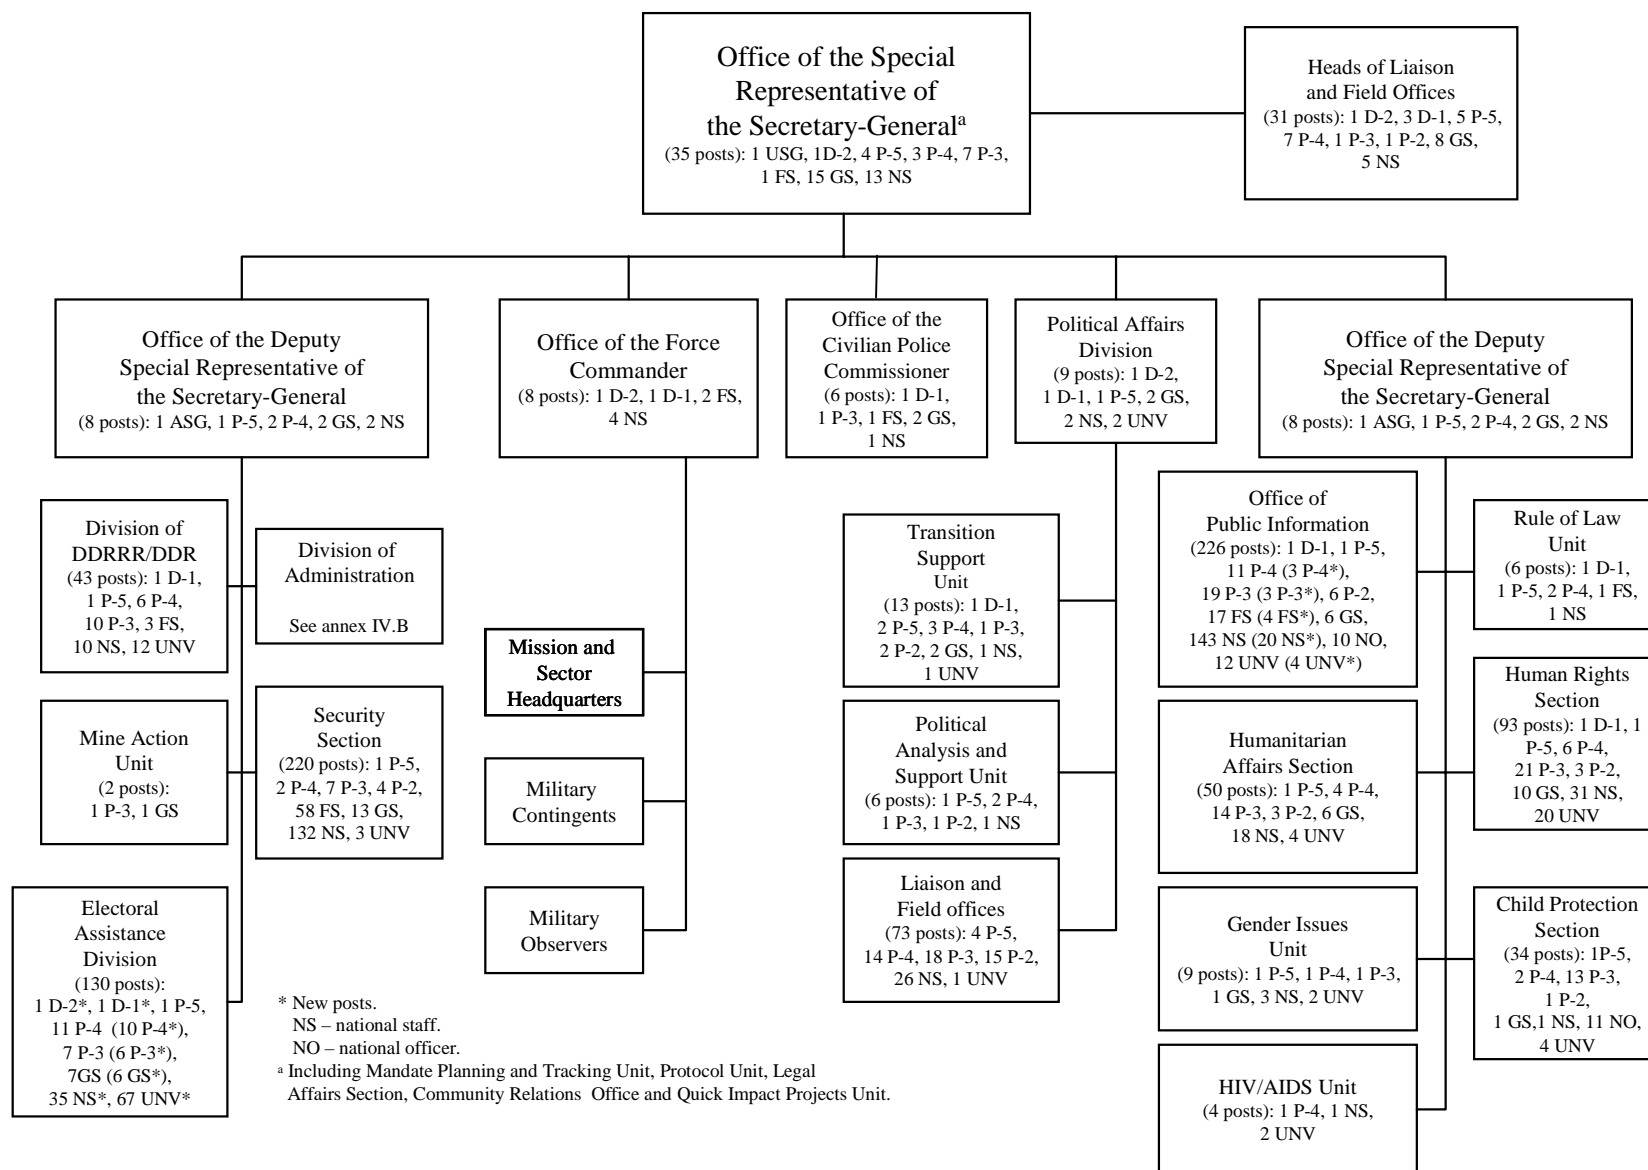 Office of the Special
Representative of
the Secretary-Generalᵃ
(35 posts): 1 USG, 1D-2, 4 P-5, 3 P-4, 7 P-3,
1 FS, 15 GS, 13 NS
Heads of Liaison
and Field Offices
(31 posts): 1 D-2, 3 D-1, 5 P-5,
7 P-4, 1 P-3, 1 P-2, 8 GS,
5 NS
Office of the Deputy
Special Representative of
the Secretary-General
(8 posts): 1 ASG, 1 P-5, 2 P-4, 2 GS, 2 NS
Office of the Force
Commander
(8 posts): 1 D-2, 1 D-1, 2 FS,
4 NS
Office of the
Civilian Police
Commissioner
(6 posts): 1 D-1,
1 P-3, 1 FS, 2 GS,
1 NS
Political Affairs
Division
(9 posts): 1 D-2,
1 D-1, 1 P-5, 2 GS,
2 NS, 2 UNV
Office of the Deputy
Special Representative of
the Secretary-General
(8 posts): 1 ASG, 1 P-5, 2 P-4, 2 GS, 2 NS
Division of
DDRRR/DDR
(43 posts): 1 D-1,
1 P-5, 6 P-4,
10 P-3, 3 FS,
10 NS, 12 UNV
Division of
Administration
See annex IV.B
Mine Action
Unit
(2 posts):
1 P-3, 1 GS
Security
Section
(220 posts): 1 P-5,
2 P-4, 7 P-3, 4 P-2,
58 FS, 13 GS,
132 NS, 3 UNV
Electoral
Assistance
Division
(130 posts):
1 D-2*, 1 D-1*, 1 P-5,
11 P-4 (10 P-4*),
7 P-3 (6 P-3*),
7GS (6 GS*),
35 NS*, 67 UNV*
Mission and
Sector
Headquarters
Military
Contingents
Military
Observers
Transition
Support
Unit
(13 posts): 1 D-1,
2 P-5, 3 P-4, 1 P-3,
2 P-2, 2 GS, 1 NS,
1 UNV
Political
Analysis and
Support Unit
(6 posts): 1 P-5, 2 P-4,
1 P-3, 1 P-2, 1 NS
Liaison and
Field offices
(73 posts): 4 P-5,
14 P-4, 18 P-3, 15 P-2,
26 NS, 1 UNV
Office of
Public Information
(226 posts): 1 D-1, 1 P-5,
11 P-4 (3 P-4*),
19 P-3 (3 P-3*), 6 P-2,
17 FS (4 FS*), 6 GS,
143 NS (20 NS*), 10 NO,
12 UNV (4 UNV*)
Rule of Law
Unit
(6 posts): 1 D-1,
1 P-5, 2 P-4, 1 FS,
1 NS
Humanitarian
Affairs Section
(50 posts): 1 P-5, 4 P-4,
14 P-3, 3 P-2, 6 GS,
18 NS, 4 UNV
Human Rights
Section
(93 posts): 1 D-1, 1
P-5, 6 P-4,
21 P-3, 3 P-2,
10 GS, 31 NS,
20 UNV
Gender Issues
Unit
(9 posts): 1 P-5, 1 P-4, 1 P-3,
1 GS, 3 NS, 2 UNV
Child Protection
Section
(34 posts): 1P-5,
2 P-4, 13 P-3,
1 P-2,
1 GS,1 NS, 11 NO,
4 UNV
HIV/AIDS Unit
(4 posts): 1 P-4, 1 NS,
2 UNV
* New posts.
NS – national staff.
NO – national officer.
ᵃ Including Mandate Planning and Tracking Unit, Protocol Unit, Legal
Affairs Section, Community Relations Office and Quick Impact Projects Unit.